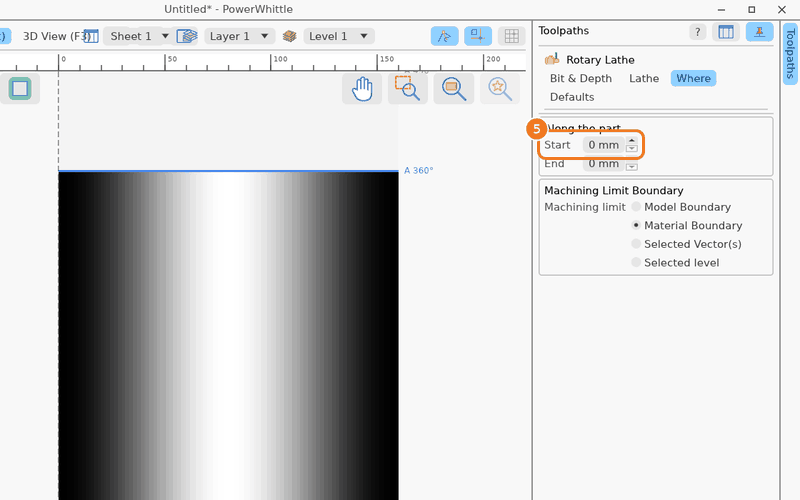 Untitled* - PowerWhittle
3D View (F3)
Sheet 1
Layer 1
Level 1
0
50
100
150
200
A 360°
Toolpaths
?
Toolpaths
Rotary Lathe
Bit & Depth
Lathe
Where
Defaults
5
Along the part
Start
0 mm
End
0 mm
Machining Limit Boundary
Machining limit
Model Boundary
Material Boundary
Selected Vector(s)
Selected level